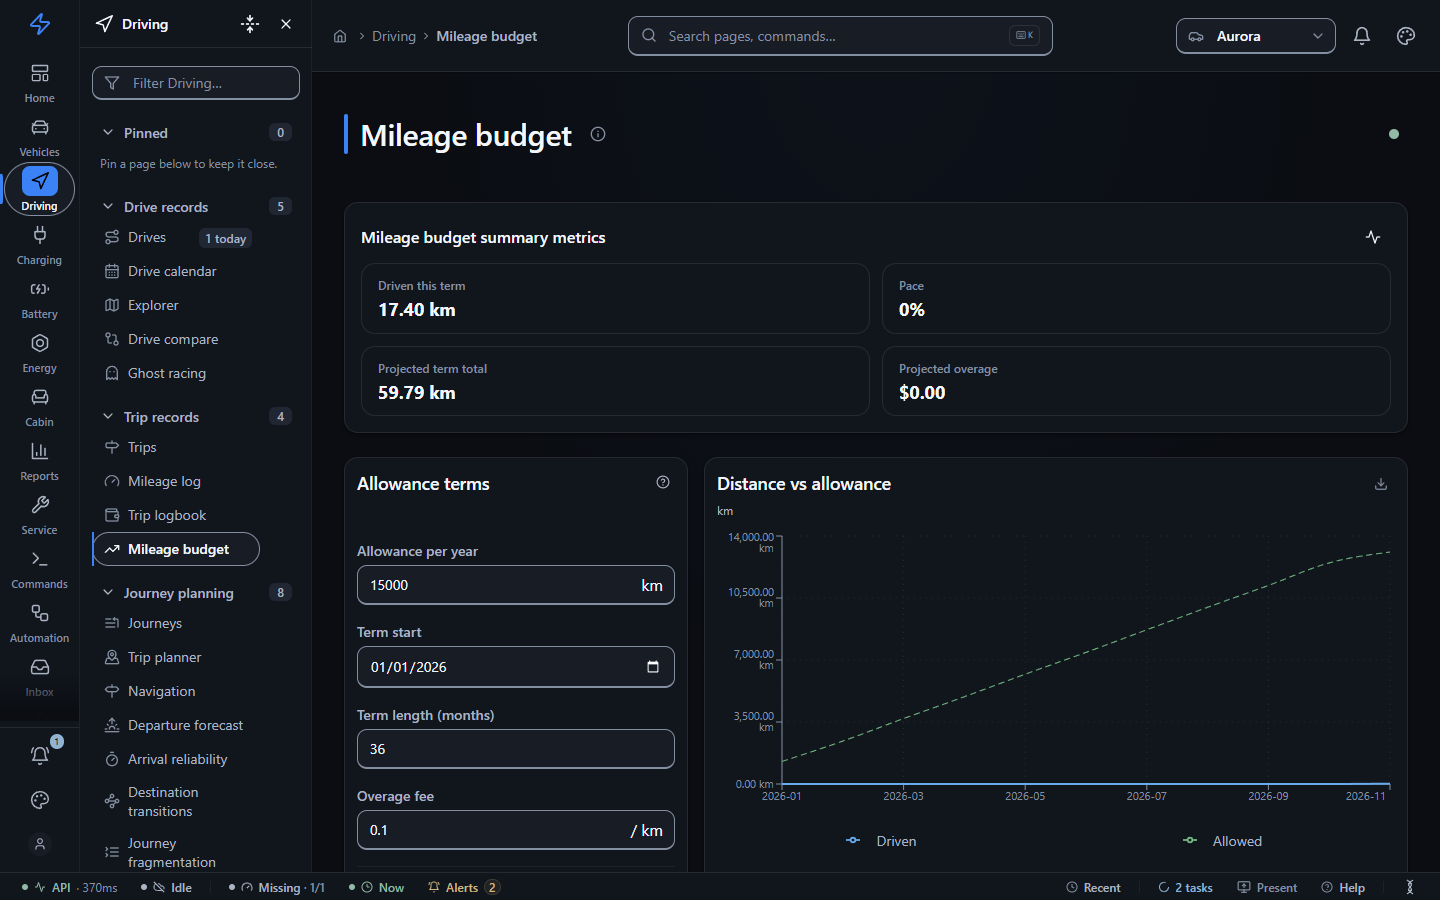 Driving
Driving
Mileage budget
Search pages, commands...
K
Aurora
Home
Vehicles
Driving
Charging
Battery
Energy
Cabin
Reports
Service
Commands
Automation
Inbox
1
Filter Driving...
Pinned
0
Pin a page below to keep it close.
Drive records
5
Drives
1 today
Drive calendar
Explorer
Drive compare
Ghost racing
Trip records
4
Trips
Mileage log
Trip logbook
Mileage budget
Journey planning
8
Journeys
Trip planner
Navigation
Departure forecast
Arrival reliability
Destination
transitions
Journey
fragmentation
Mileage budget
Mileage budget summary metrics
Driven this term
17.40 km
Pace
0%
Projected term total
59.79 km
Projected overage
$0.00
Allowance terms
Allowance per year
15000 km
Term start
01/01/2026
Term length (months)
36
Overage fee
0.1 / km
Distance vs allowance
km
14,000.00
km
10,500.00
km
7,000.00
km
3,500.00
km
0.00 km
2026-01 2026-03 2026-05 2026-07 2026-09 2026-11
Driven Allowed
API · 370ms Idle Missing · 1/1 Now Alerts 2 Recent 2 tasks Present Help